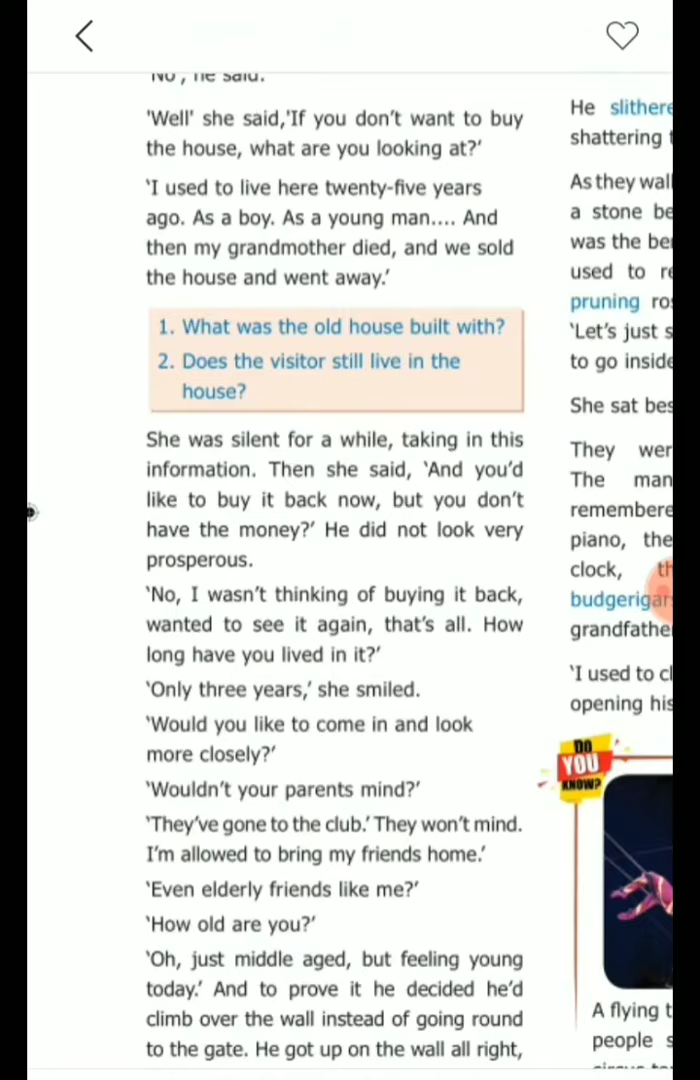 'Well' she said,'If you don't want to buy
the house, what are you looking at?'
'I used to live here twenty-five years
ago. As a boy. As a young man.... And
then my grandmother died, and we sold
the house and went away.'
1. What was the old house built with?
2. Does the visitor still live in the
house?
She was silent for a while, taking in this
information. Then she said, 'And you'd
like to buy it back now, but you don't
have the money?' He did not look very
prosperous.
'No, I wasn't thinking of buying it back,
wanted to see it again, that's all. How
long have you lived in it?'
'Only three years,' she smiled.
'Would you like to come in and look
more closely?'
'Wouldn't your parents mind?'
'They've gone to the club.' They won't mind.
I'm allowed to bring my friends home.'
'Even elderly friends like me?'
'How old are you?'
'Oh, just middle aged, but feeling young
today.' And to prove it he decided he'd
climb over the wall instead of going round
to the gate. He got up on the wall all right,
He
shattering
As they
a stone
was the
used to
pruning
'Let's just
to go
She sat
They
The
piano, the
clock,
'I used to
opening his
DO
YOU
KNOW?
A flying
people